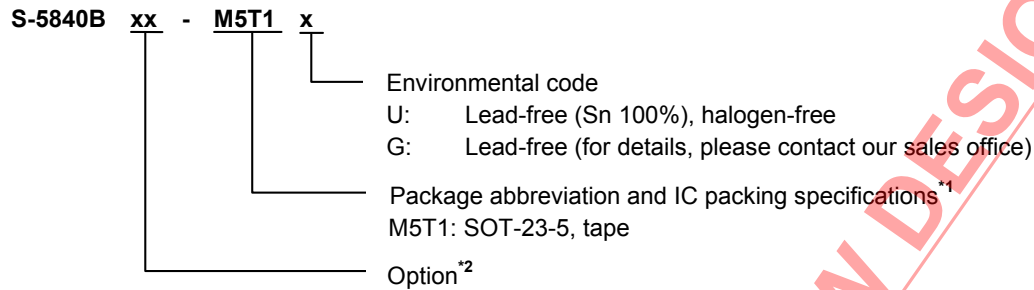 S-5840B xx - M5T1 x
Environmental code
U: Lead-free (Sn 100%), halogen-free
G: Lead-free (for details, please contact our sales office)
Package abbreviation and IC packing specifications*1
M5T1: SOT-23-5, tape
Option*2
W DESIG